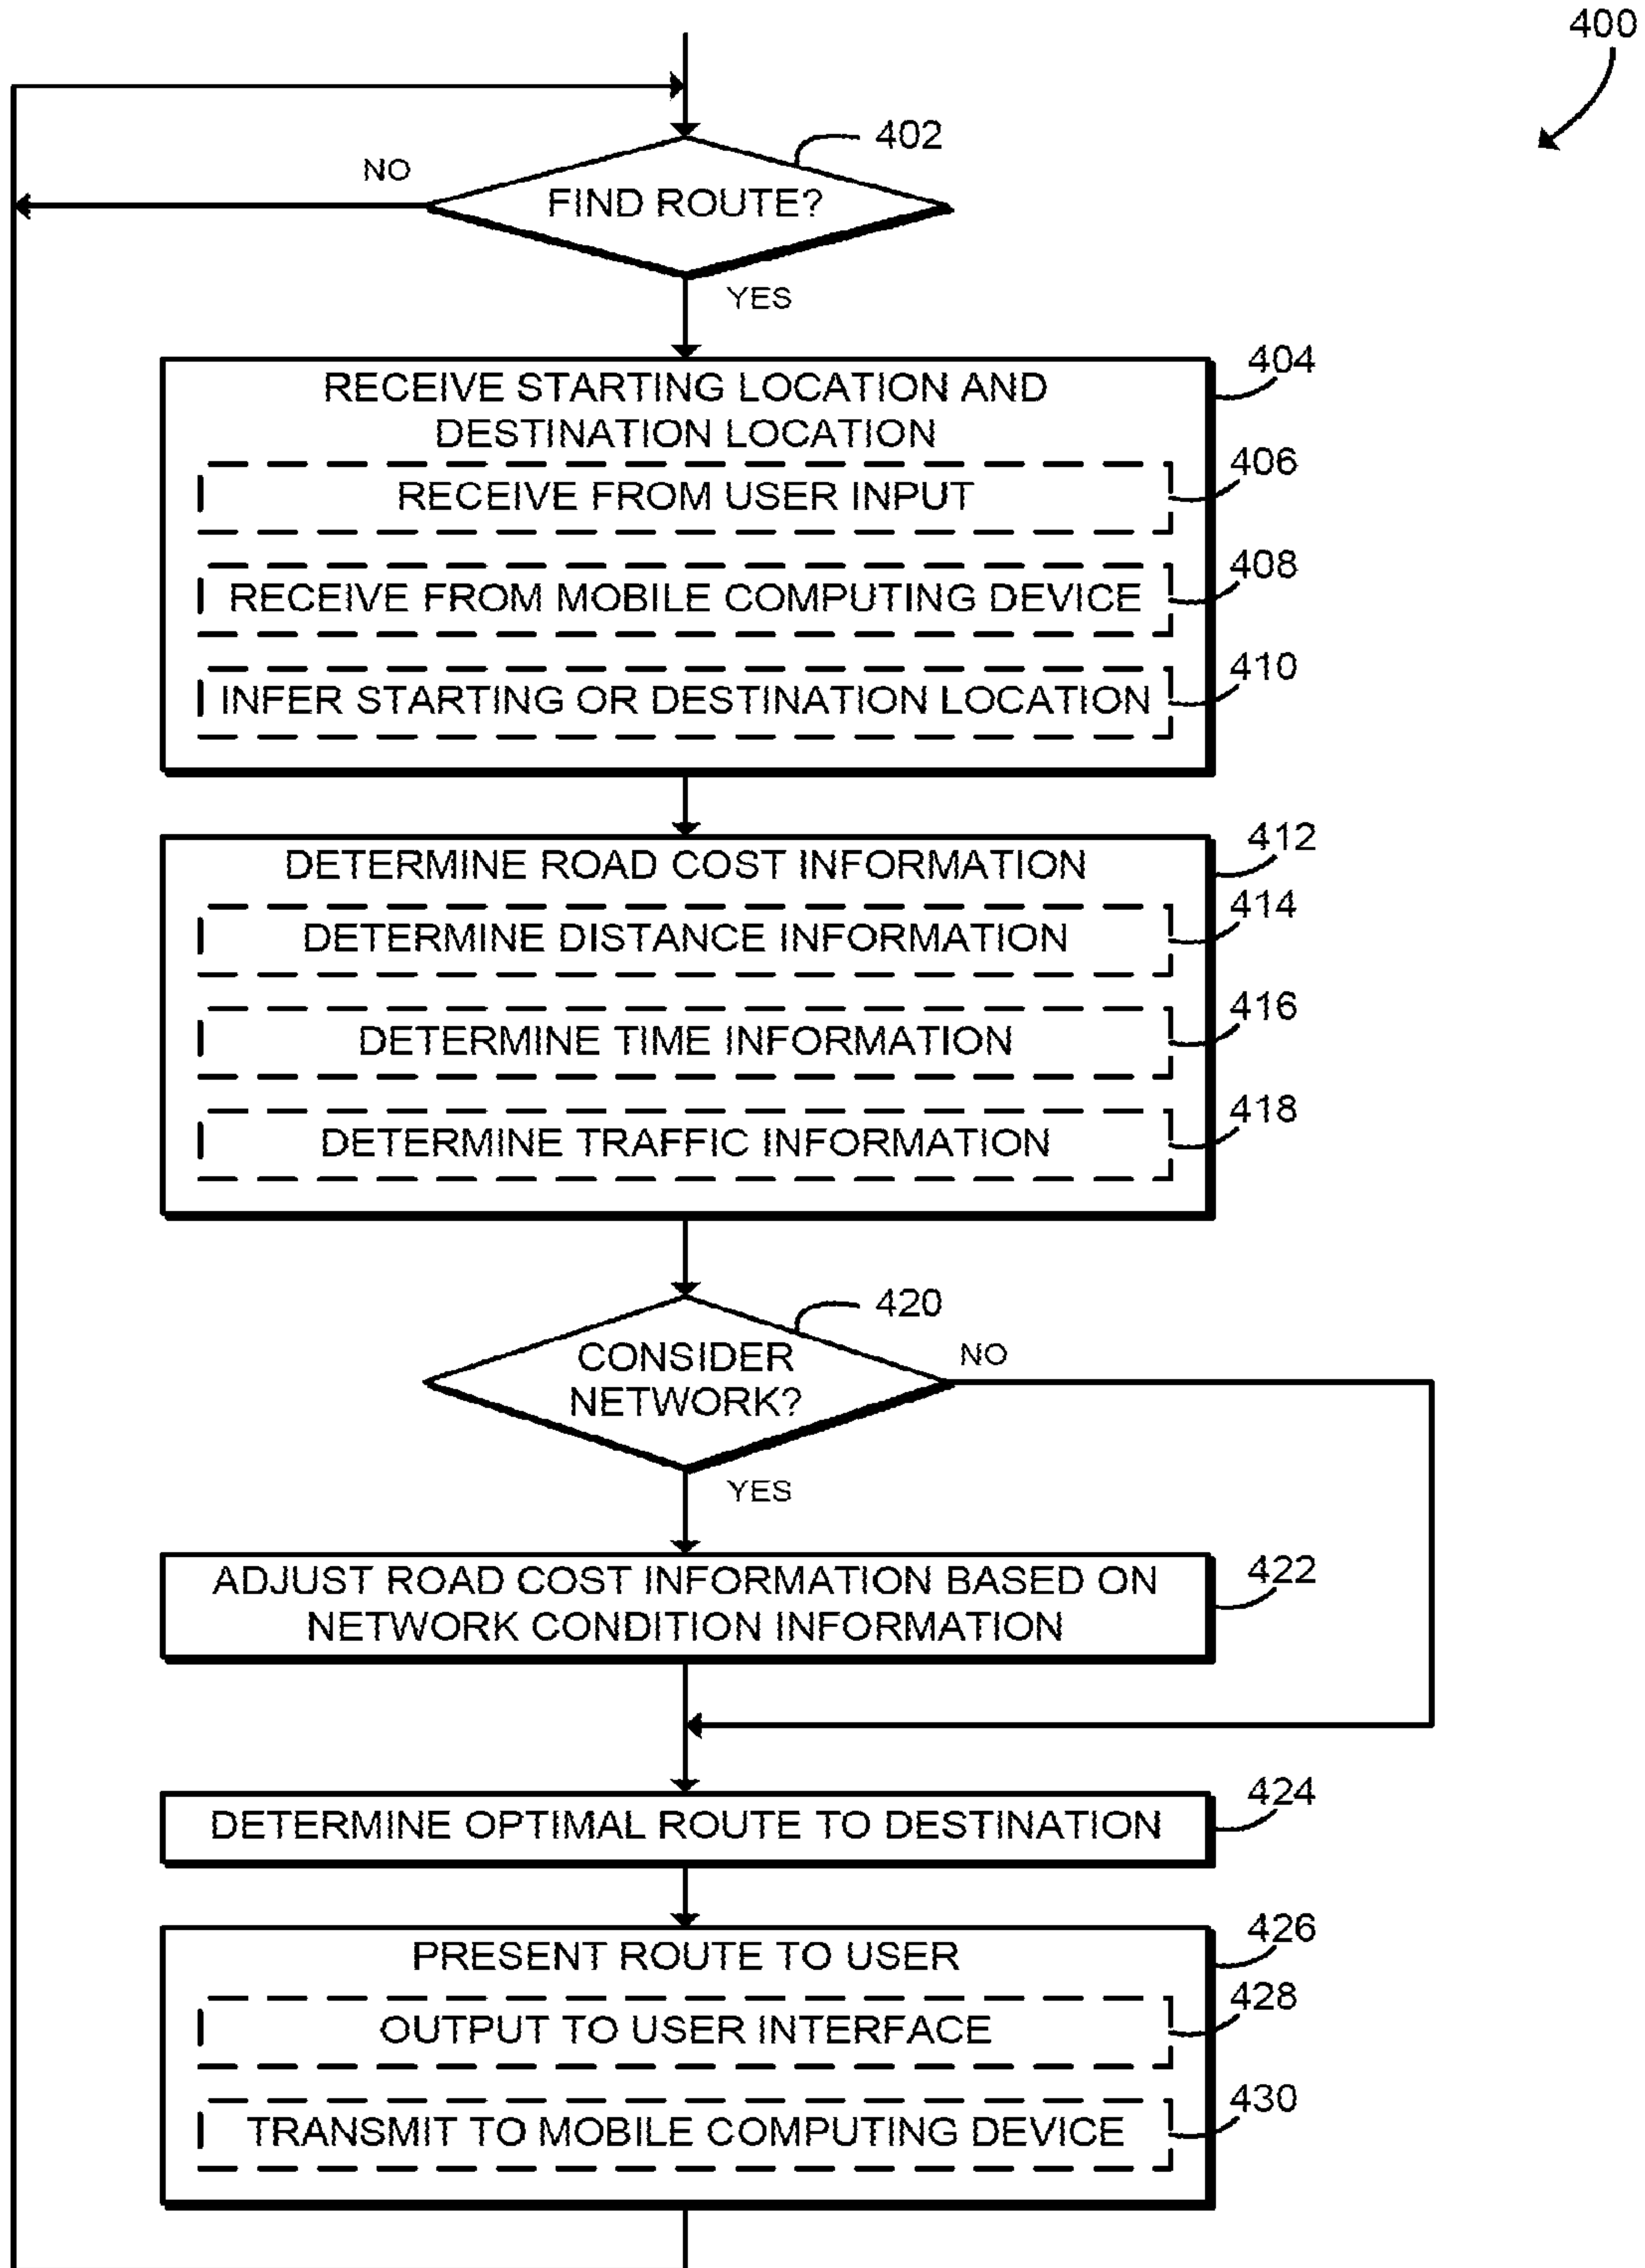 400
402
NO
FIND ROUTE?
YES
404
RECEIVE STARTING LOCATION AND
DESTINATION LOCATION
406
RECEIVE FROM USER INPUT
408
RECEIVE FROM MOBILE COMPUTING DEVICE
410
INFER STARTING OR DESTINATION LOCATION
412
DETERMINE ROAD COST INFORMATION
414
DETERMINE DISTANCE INFORMATION
416
DETERMINE TIME INFORMATION
418
DETERMINE TRAFFIC INFORMATION
420
CONSIDER
NETWORK?
NO
YES
422
ADJUST ROAD COST INFORMATION BASED ON
NETWORK CONDITION INFORMATION
424
DETERMINE OPTIMAL ROUTE TO DESTINATION
426
PRESENT ROUTE TO USER
428
OUTPUT TO USER INTERFACE
430
TRANSMIT TO MOBILE COMPUTING DEVICE